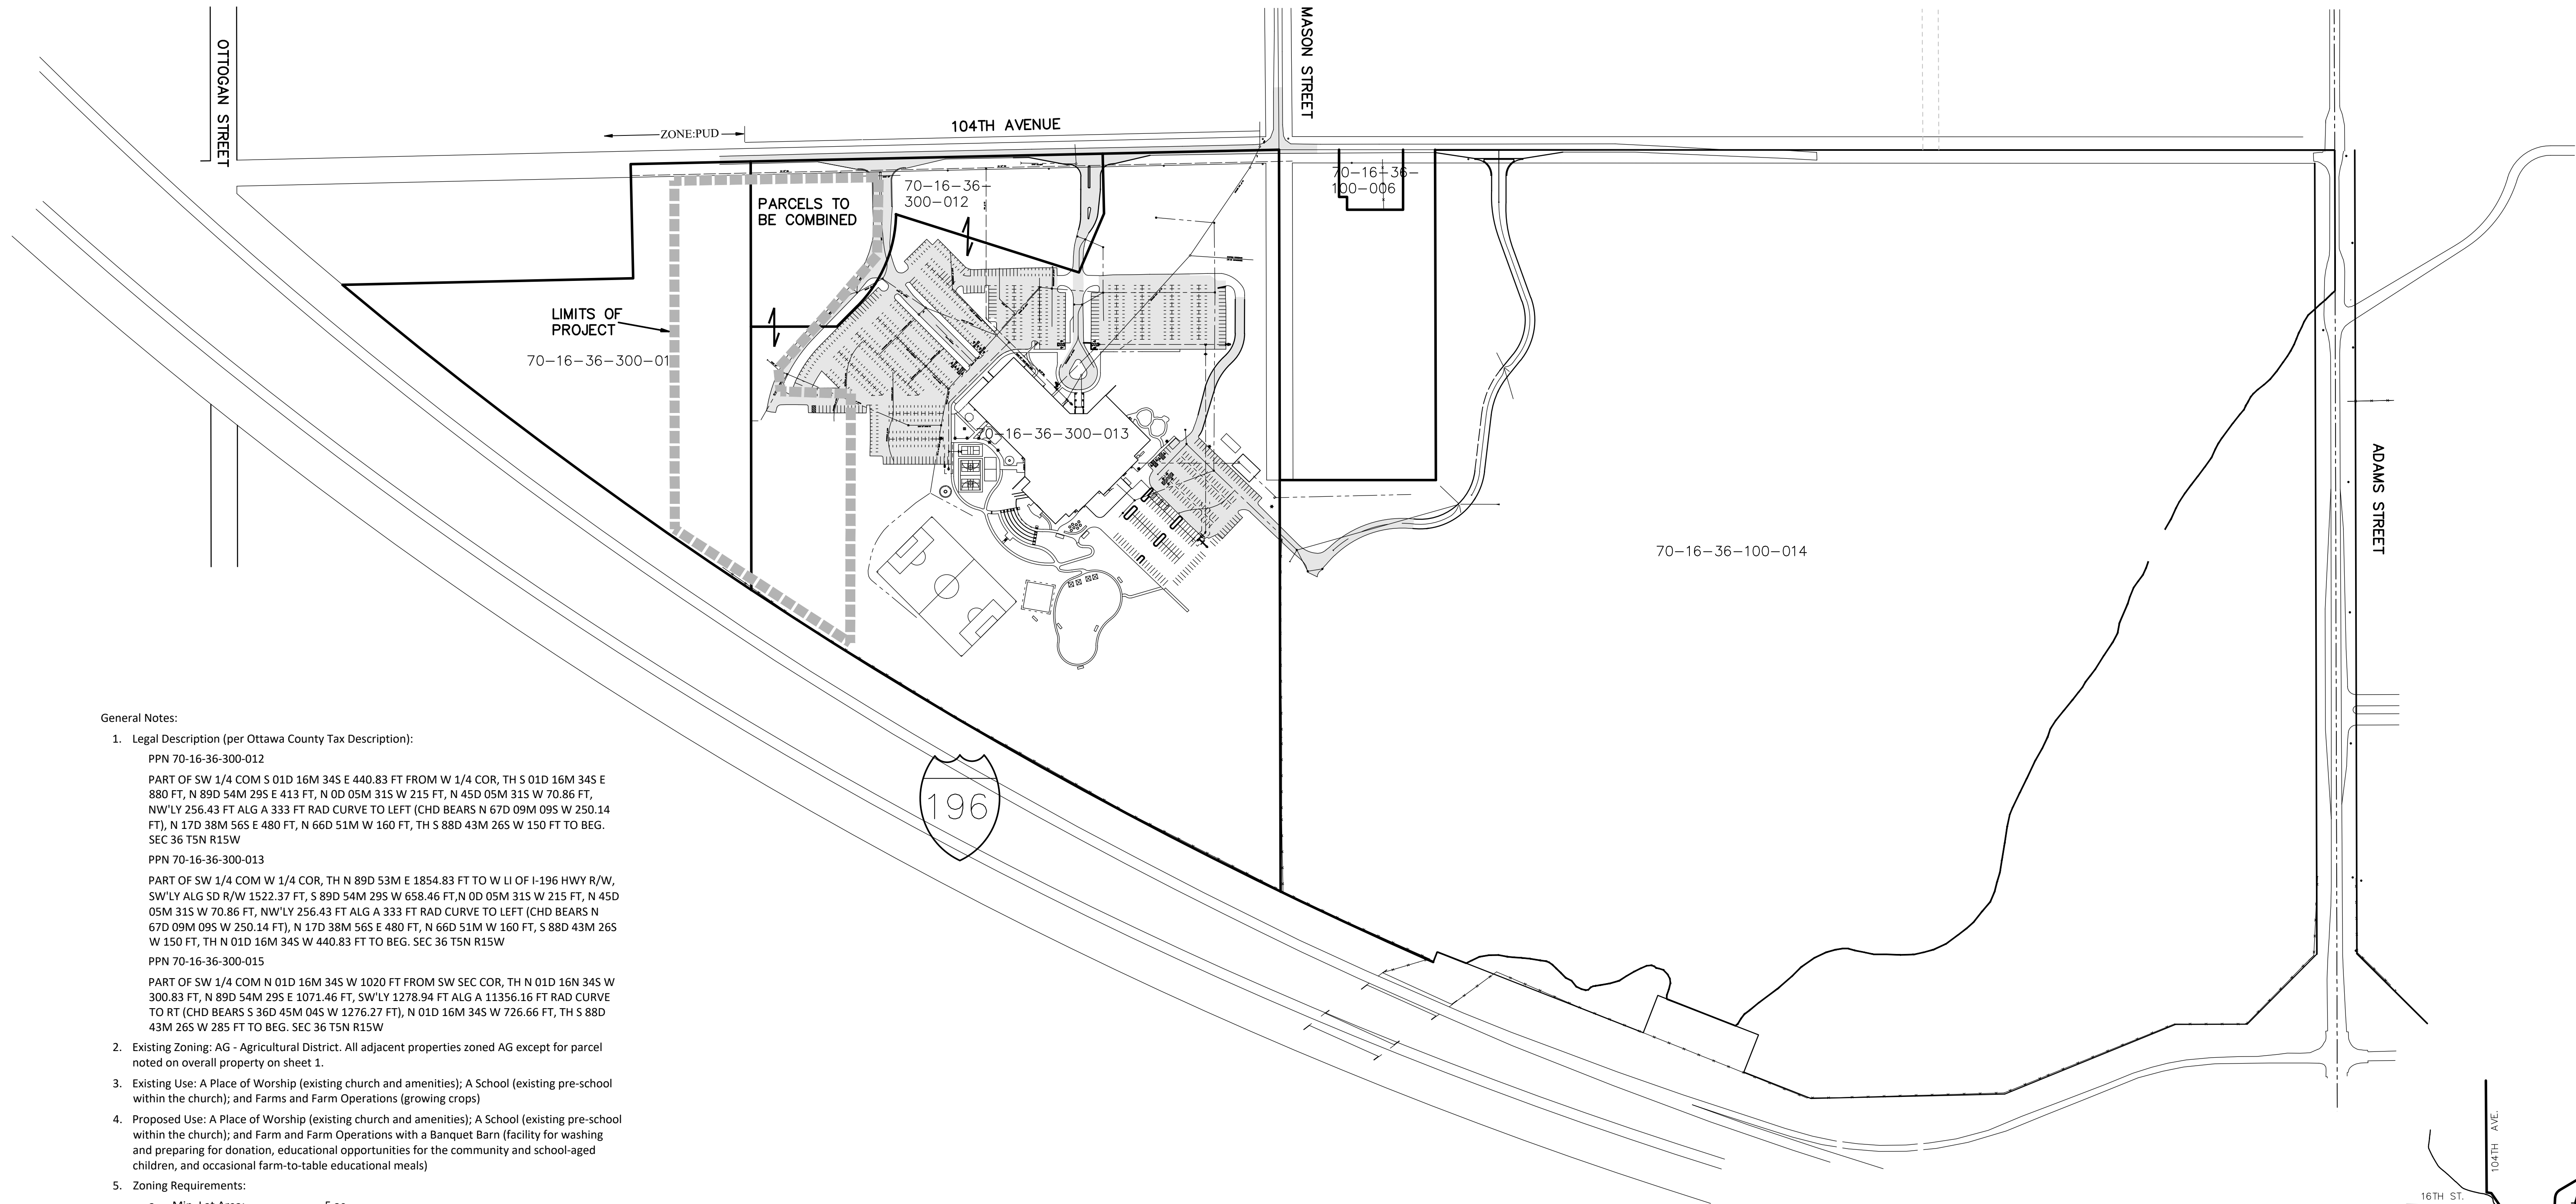 OTTOGAN STREET
MASON STREET
ZONE:PUD
104TH AVENUE
70-16-36-
300-012
70-16-36-
100-006
PARCELS TO
BE COMBINED
LIMITS OF
PROJECT
70-16-36-300-01
70-16-36-300-013
ADAMS STREET
70-16-36-100-014
196
General Notes:
1. Legal Description (per Ottawa County Tax Description):
PPN 70-16-36-300-012
PART OF SW 1/4 COM S 01D 16M 34S E 440.83 FT FROM W 1/4 COR, TH S 01D 16M 34S E
880 FT, N 89D 54M 29S E 413 FT, N 0D 05M 31S W 215 FT, N 45D 05M 31S W 70.86 FT,
NW'LY 256.43 FT ALG A 333 FT RAD CURVE TO LEFT (CHD BEARS N 67D 09M 09S W 250.14
FT), N 17D 38M 56S E 480 FT, N 66D 51M W 160 FT, TH S 88D 43M 26S W 150 FT TO BEG.
SEC 36 T5N R15W
PPN 70-16-36-300-013
PART OF SW 1/4 COM W 1/4 COR, TH N 89D 53M E 1854.83 FT TO W LI OF I-196 HWY R/W,
SW'LY ALG SD R/W 1522.37 FT, S 89D 54M 29S W 658.46 FT,N 0D 05M 31S W 215 FT, N 45D
05M 31S W 70.86 FT, NW'LY 256.43 FT ALG A 333 FT RAD CURVE TO LEFT (CHD BEARS N
67D 09M 09S W 250.14 FT), N 17D 38M 56S E 480 FT, N 66D 51M W 160 FT, S 88D 43M 26S
W 150 FT, TH N 01D 16M 34S W 440.83 FT TO BEG. SEC 36 T5N R15W
PPN 70-16-36-300-015
PART OF SW 1/4 COM N 01D 16M 34S W 1020 FT FROM SW SEC COR, TH N 01D 16N 34S W
300.83 FT, N 89D 54M 29S E 1071.46 FT, SW'LY 1278.94 FT ALG A 11356.16 FT RAD CURVE
TO RT (CHD BEARS S 36D 45M 04S W 1276.27 FT), N 01D 16M 34S W 726.66 FT, TH S 88D
43M 26S W 285 FT TO BEG. SEC 36 T5N R15W
2. Existing Zoning: AG - Agricultural District. All adjacent properties zoned AG except for parcel
noted on overall property on sheet 1.
3. Existing Use: A Place of Worship (existing church and amenities); A School (existing pre-school
within the church); and Farms and Farm Operations (growing crops)
4. Proposed Use: A Place of Worship (existing church and amenities); A School (existing pre-school
within the church); and Farm and Farm Operations with a Banquet Barn (facility for washing
and preparing for donation, educational opportunities for the community and school-aged
children, and occasional farm-to-table educational meals)
5. Zoning Requirements:
104TH AVE.
16TH ST.